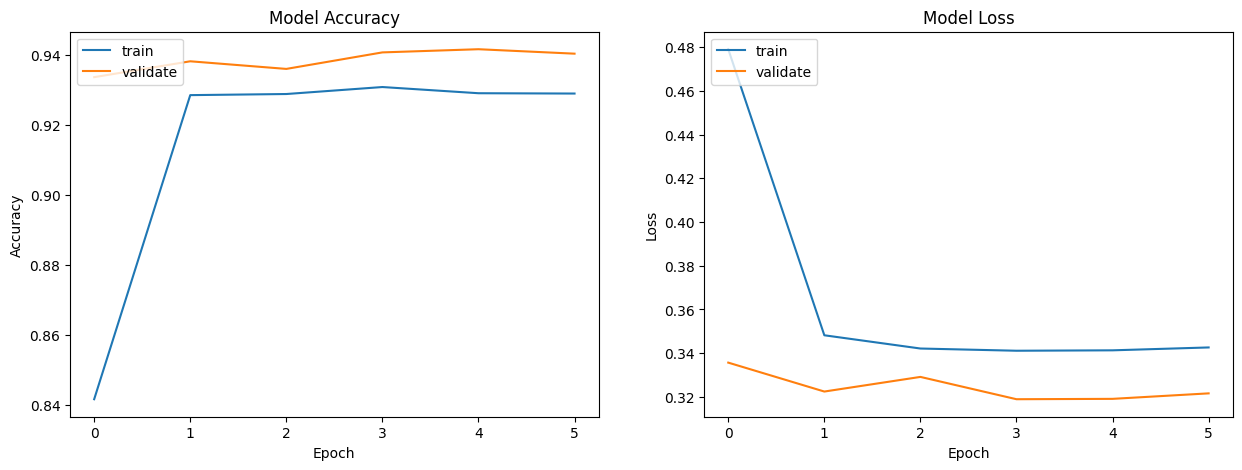 Model Accuracy
train
validate
0.94
0.92
0.90
0.88
0.86
0.84
Accuracy
0 1 2 3 4 5
Epoch
Model Loss
train
validate
0.48
0.46
0.44
0.42
0.40
0.38
0.36
0.34
0.32
Loss
0 1 2 3 4 5
Epoch